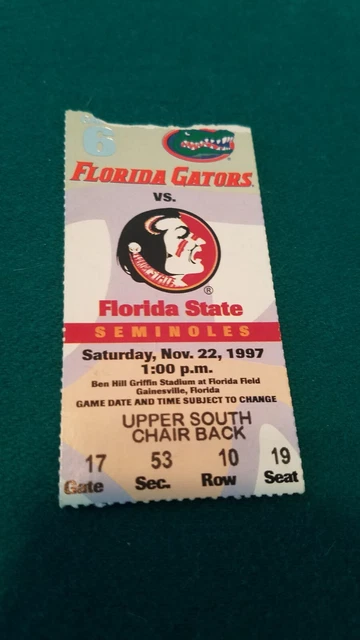 6
FLORIDA GATORS.
VS.
®
Florida State
SEMINOLES
Saturday, Nov. 22, 1997
1:00 p.m.
Ben Hill Griffin Stadium at Florida Field
Gainesville, Florida
GAME DATE AND TIME SUBJECT TO CHANGE
UPPER SOUTH
CHAIR BACK
17 53 10 19
Gate Sec. Row Seat